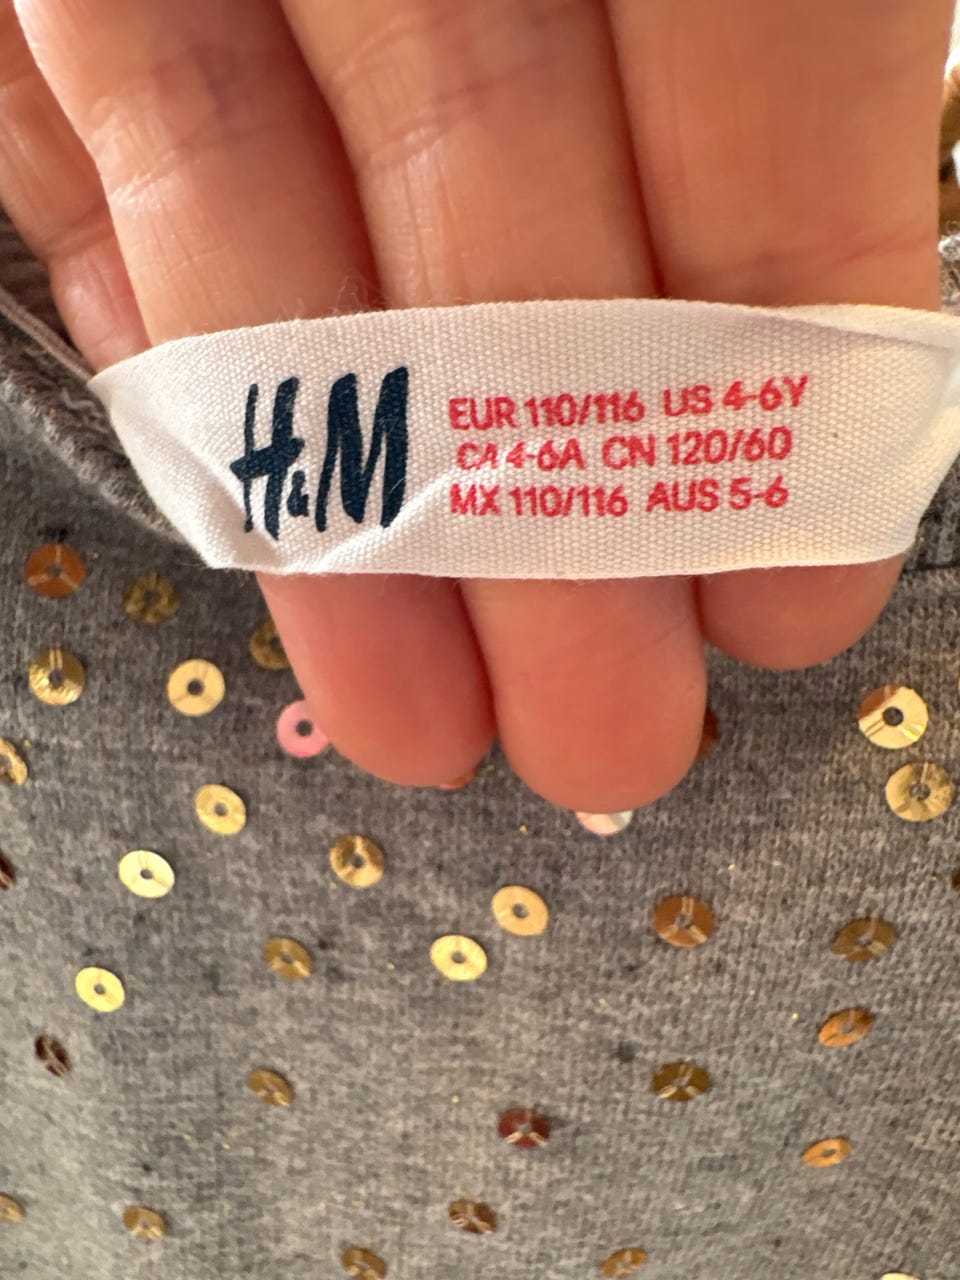 H&M
EUR 110/116 US 4-6Y
CA 4-6A CN 120/60
MX 110/116 AUS 5-6